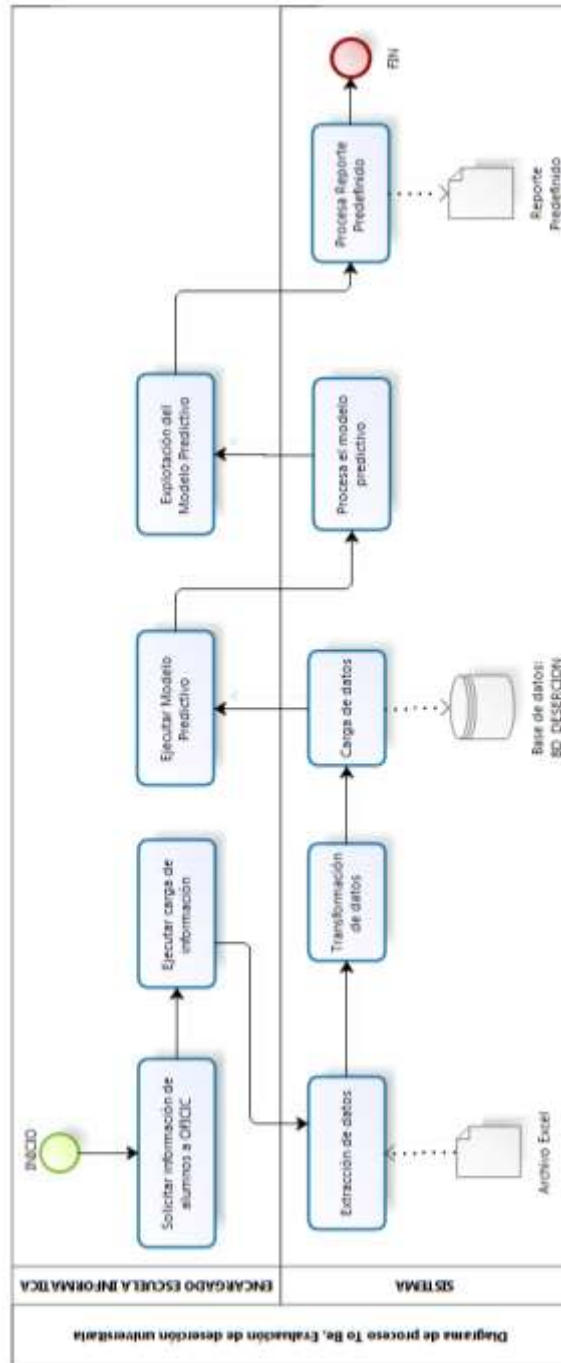 Diagrama de proceso To Be, Evaluación de deserción universitaria
ENCARGADO ESCUELA INFORMATICA
INICIO
Solicitar información de
alumnos a OFICIC
Ejecutar carga de
información
Ejecutar Modelo
Predictivo
Explotación del
Modelo Predictivo
SISTEMA
Extracción de datos
Transformación
de datos
Carga de datos
Procesa el modelo
predictivo
Procesa Reporte
Predefinido
FIN
Archivo Excel
Base de datos:
BD_DESERCION
Reporte
Predefinido